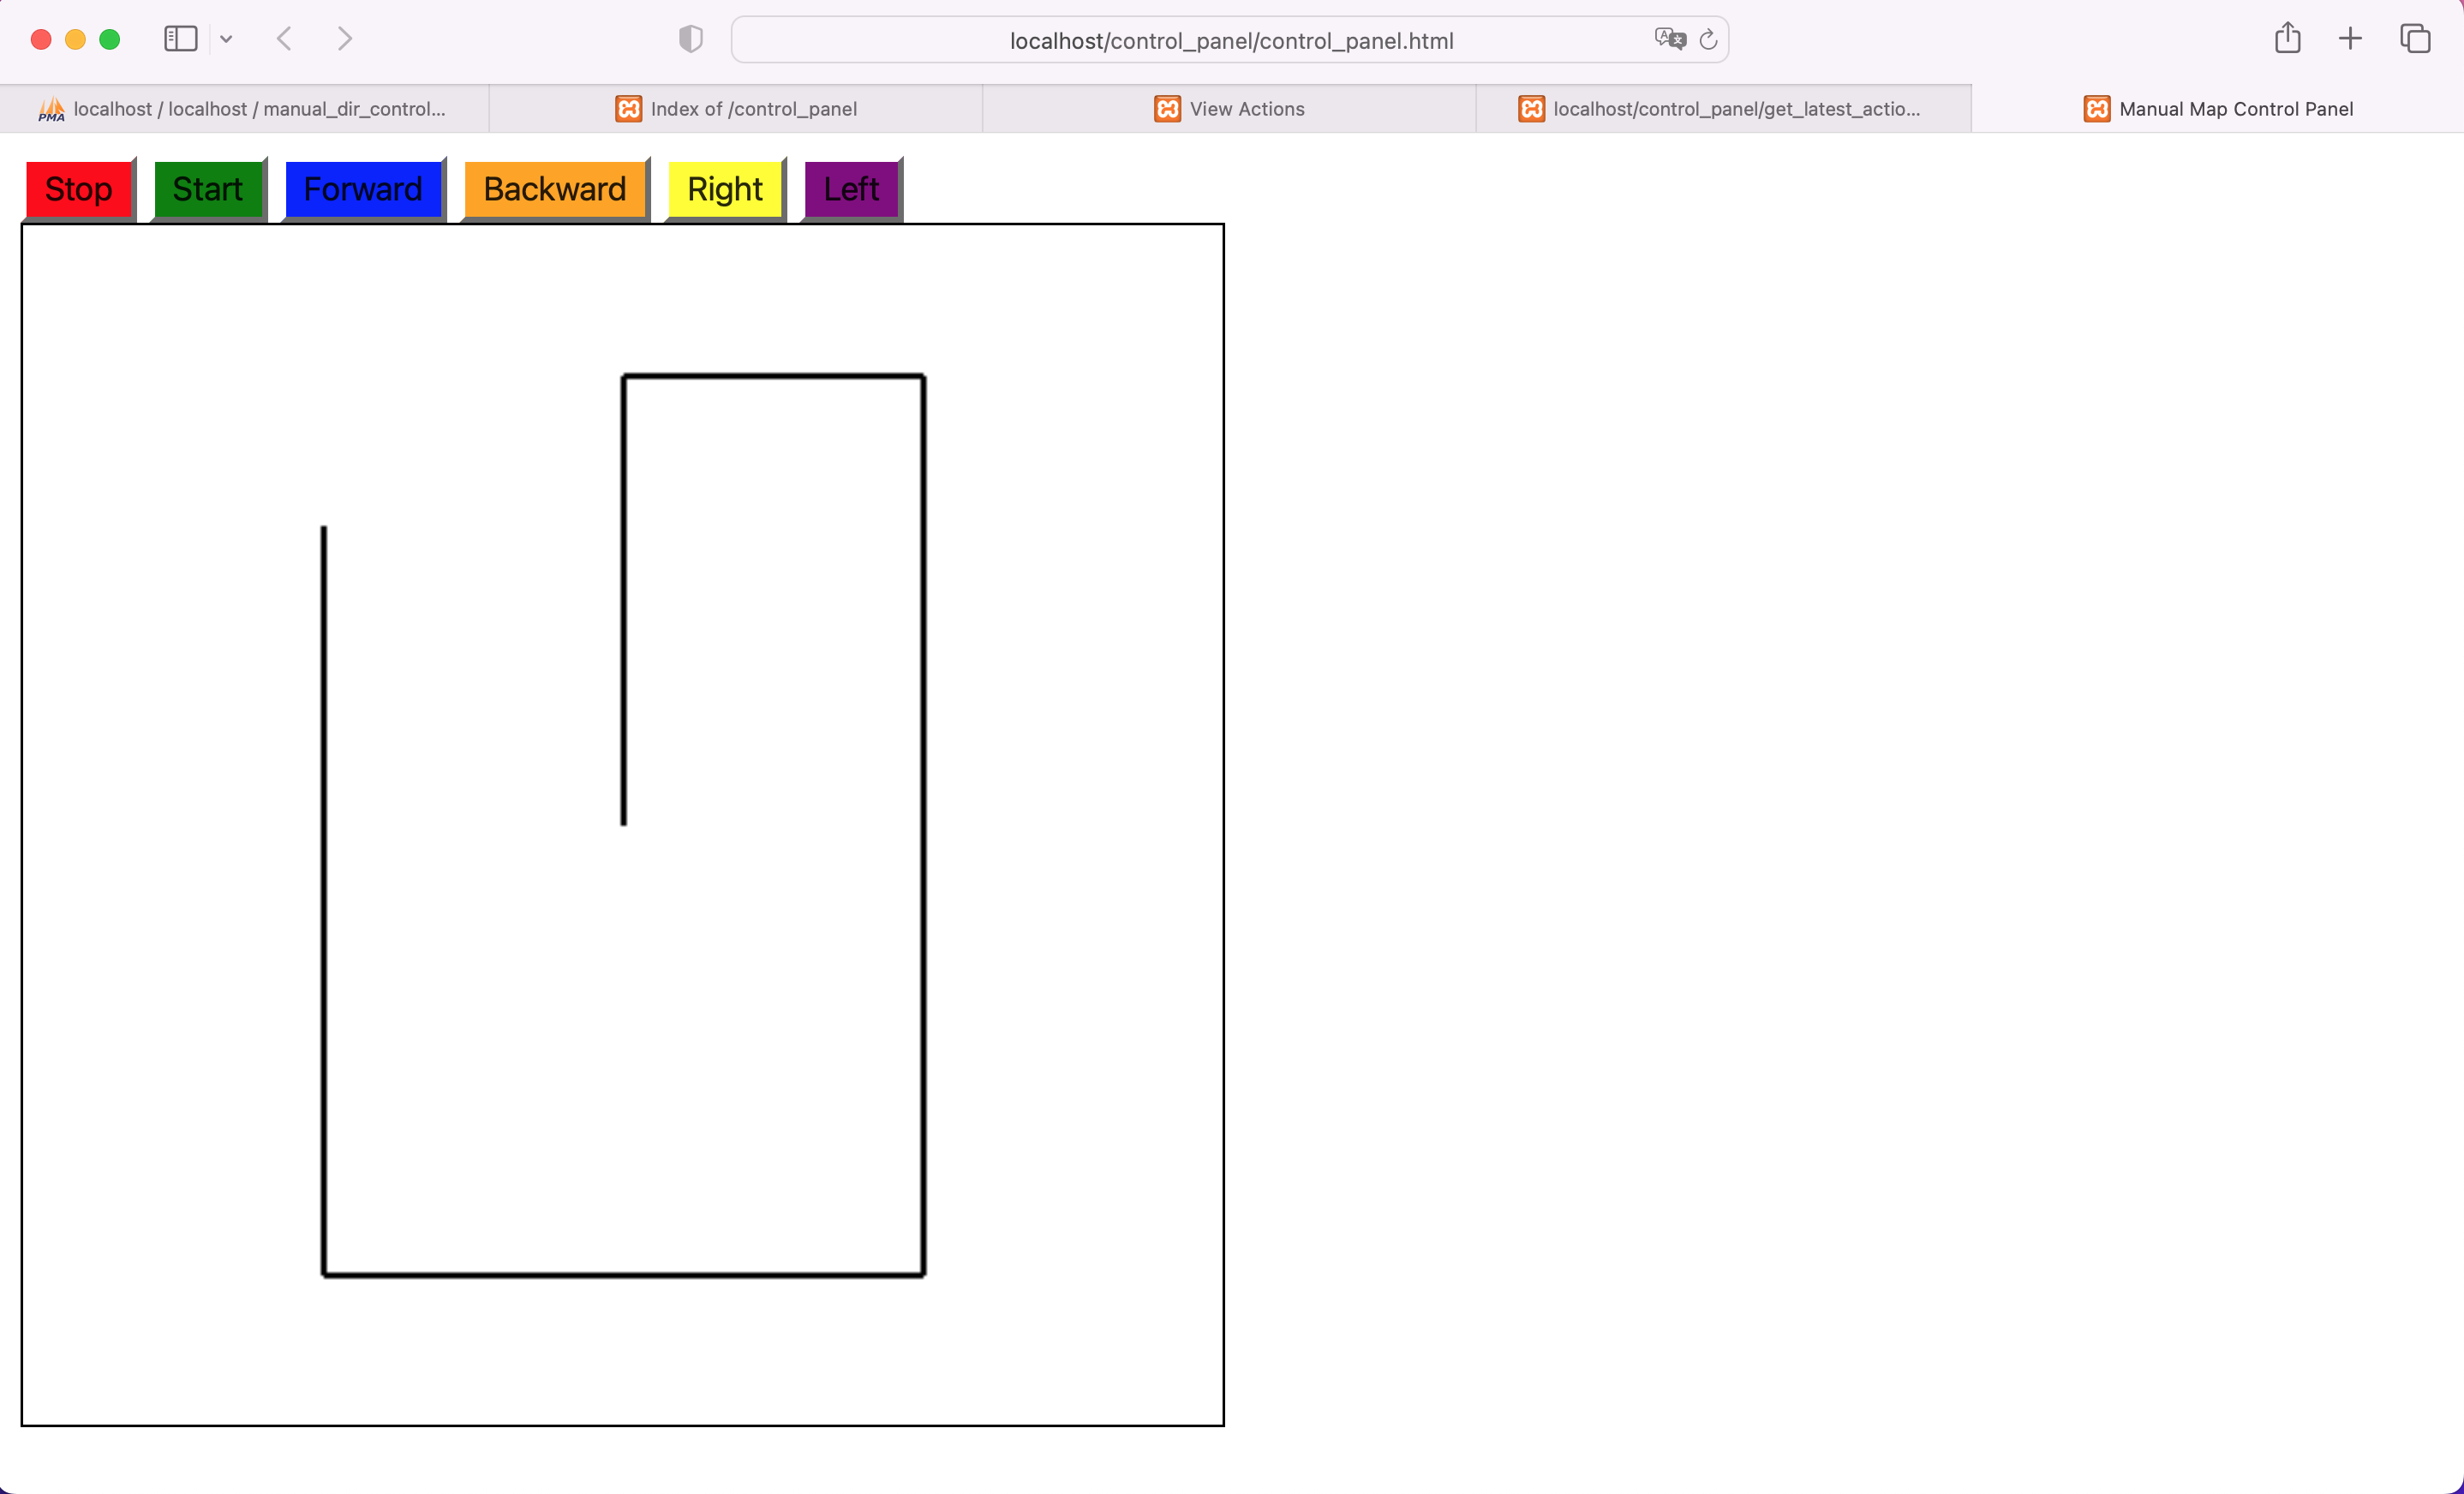 localhost/control_panel/control_panel.html
PMA localhost / localhost / manual_dir_control...
Index of /control_panel
View Actions
localhost/control_panel/get_latest_actio...
Manual Map Control Panel
Stop Start Forward Backward Right Left